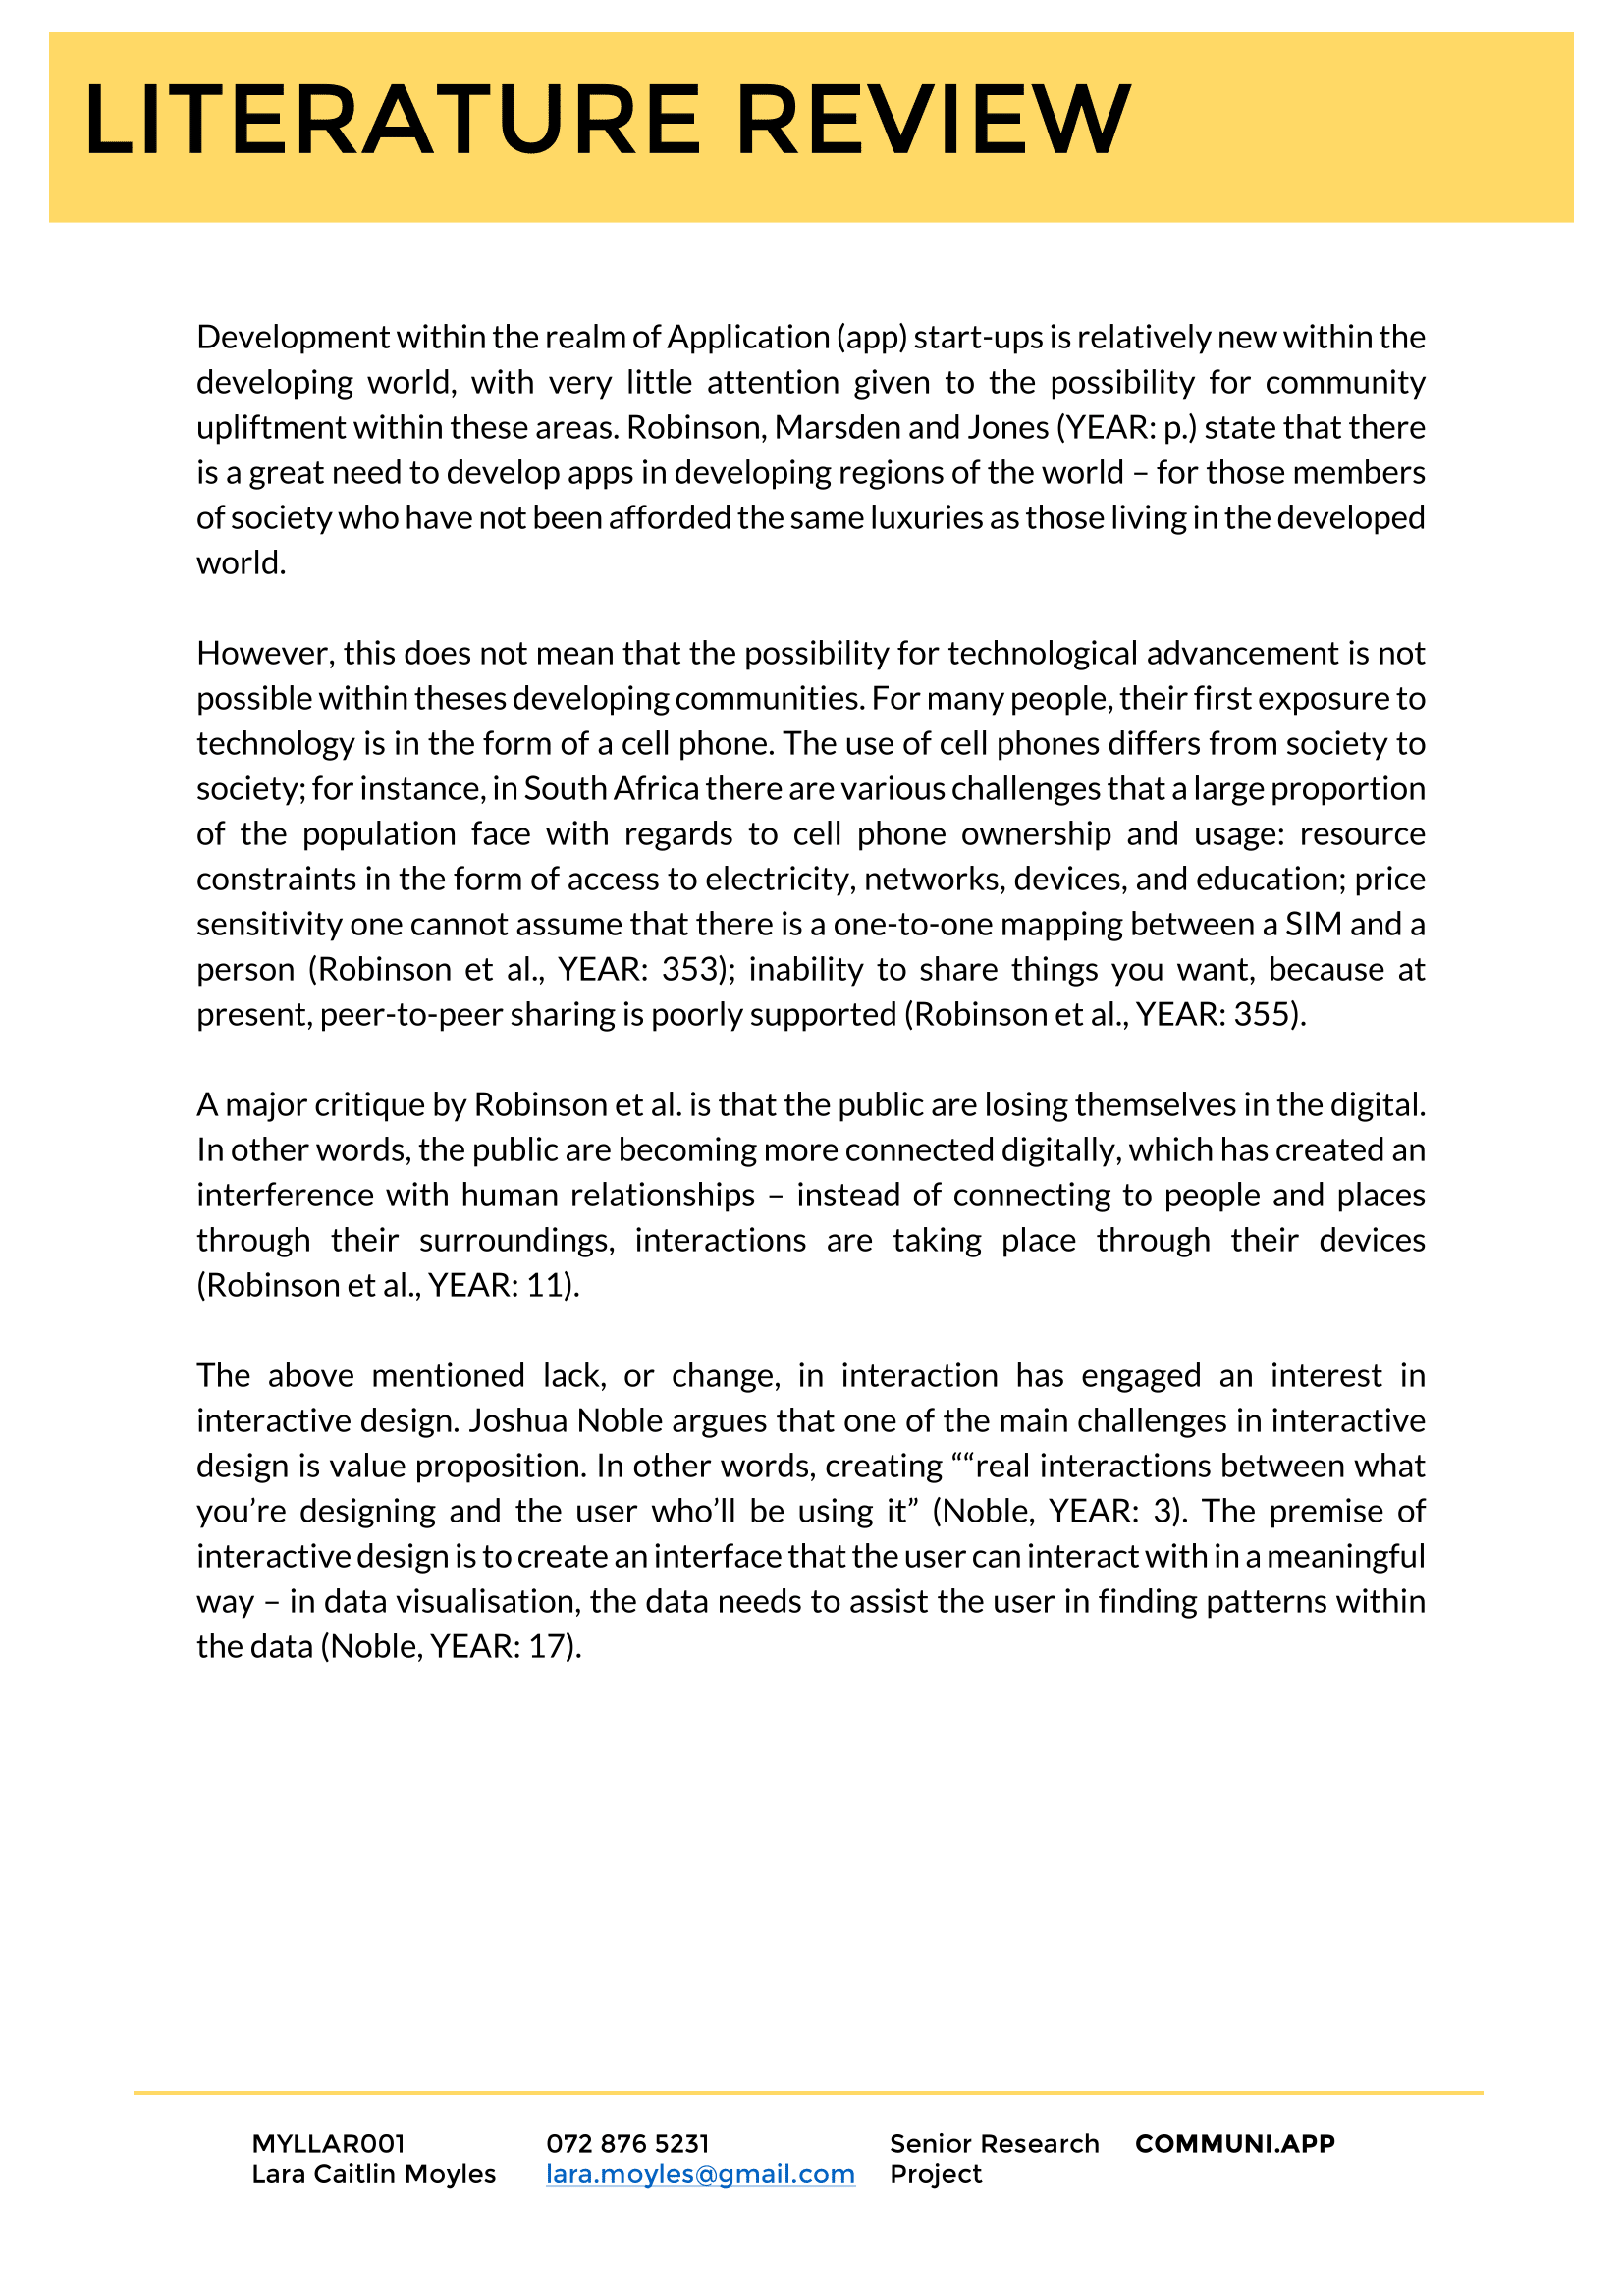 LITERATURE REVIEW
Development within the realm of Application (app) start-ups is relatively new within the
developing world, with very little attention given to the possibility for community
upliftment within these areas. Robinson, Marsden and Jones (YEAR: p.) state that there
is a great need to develop apps in developing regions of the world – for those members
of society who have not been afforded the same luxuries as those living in the developed
world.
However, this does not mean that the possibility for technological advancement is not
possible within theses developing communities. For many people, their first exposure to
technology is in the form of a cell phone. The use of cell phones differs from society to
society; for instance, in South Africa there are various challenges that a large proportion
of the population face with regards to cell phone ownership and usage: resource
constraints in the form of access to electricity, networks, devices, and education; price
sensitivity one cannot assume that there is a one-to-one mapping between a SIM and a
person (Robinson et al., YEAR: 353); inability to share things you want, because at
present, peer-to-peer sharing is poorly supported (Robinson et al., YEAR: 355).
A major critique by Robinson et al. is that the public are losing themselves in the digital.
In other words, the public are becoming more connected digitally, which has created an
interference with human relationships – instead of connecting to people and places
through their surroundings, interactions are taking place through their devices
(Robinson et al., YEAR: 11).
The above mentioned lack, or change, in interaction has engaged an interest in
interactive design. Joshua Noble argues that one of the main challenges in interactive
design is value proposition. In other words, creating ““real interactions between what
you’re designing and the user who’ll be using it” (Noble, YEAR: 3). The premise of
interactive design is to create an interface that the user can interact with in a meaningful
way – in data visualisation, the data needs to assist the user in finding patterns within
the data (Noble, YEAR: 17).
MYLLAR001
Lara Caitlin Moyles
072 876 5231
lara.moyles@gmail.com
Senior Research
Project
COMMUNI.APP